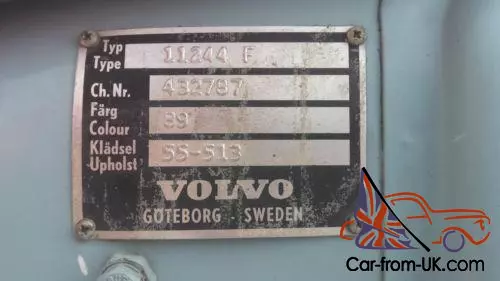 Typ
Type 11244 F
Ch. Nr. 432787
Färg
Colour 89
Klädsel
Upholst 55-513
VOLVO
GÖTEBORG - SWEDEN
Car-from-UK.com